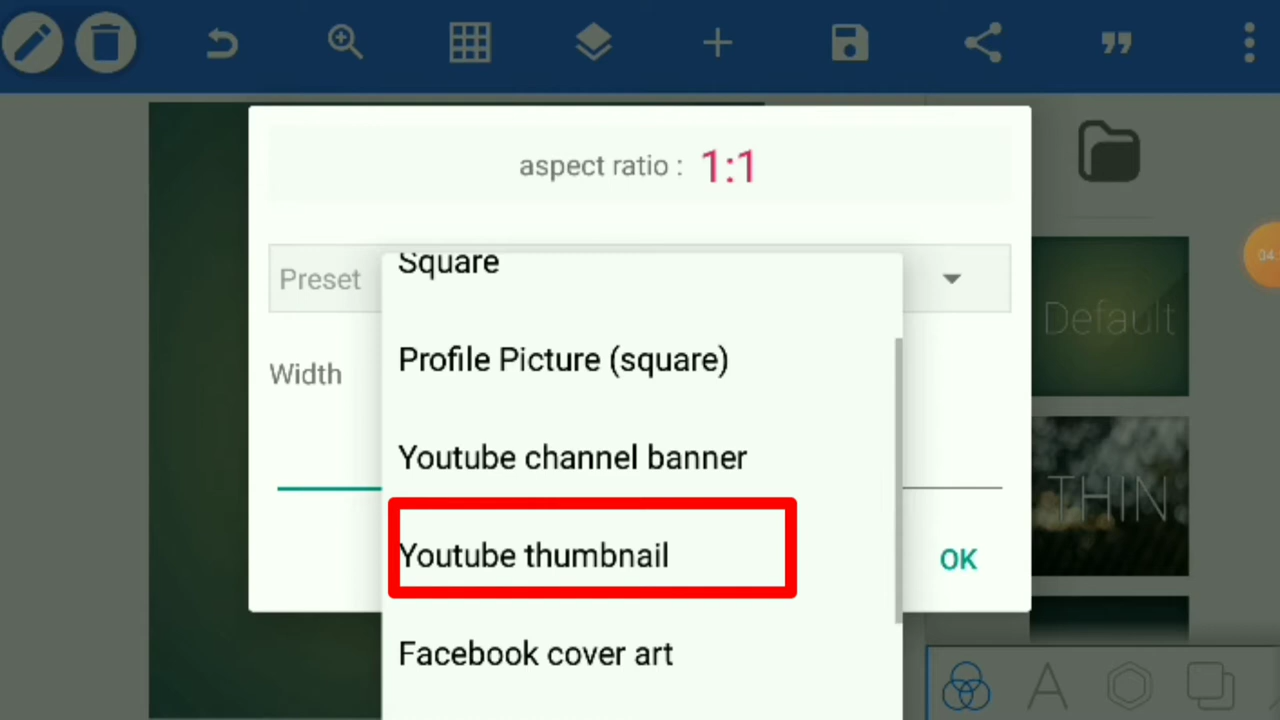 aspect ratio : 1:1
Preset
Square
Profile Picture (square)
Width
Youtube channel banner
Youtube thumbnail
OK
Facebook cover art
04
Default
THIN
A